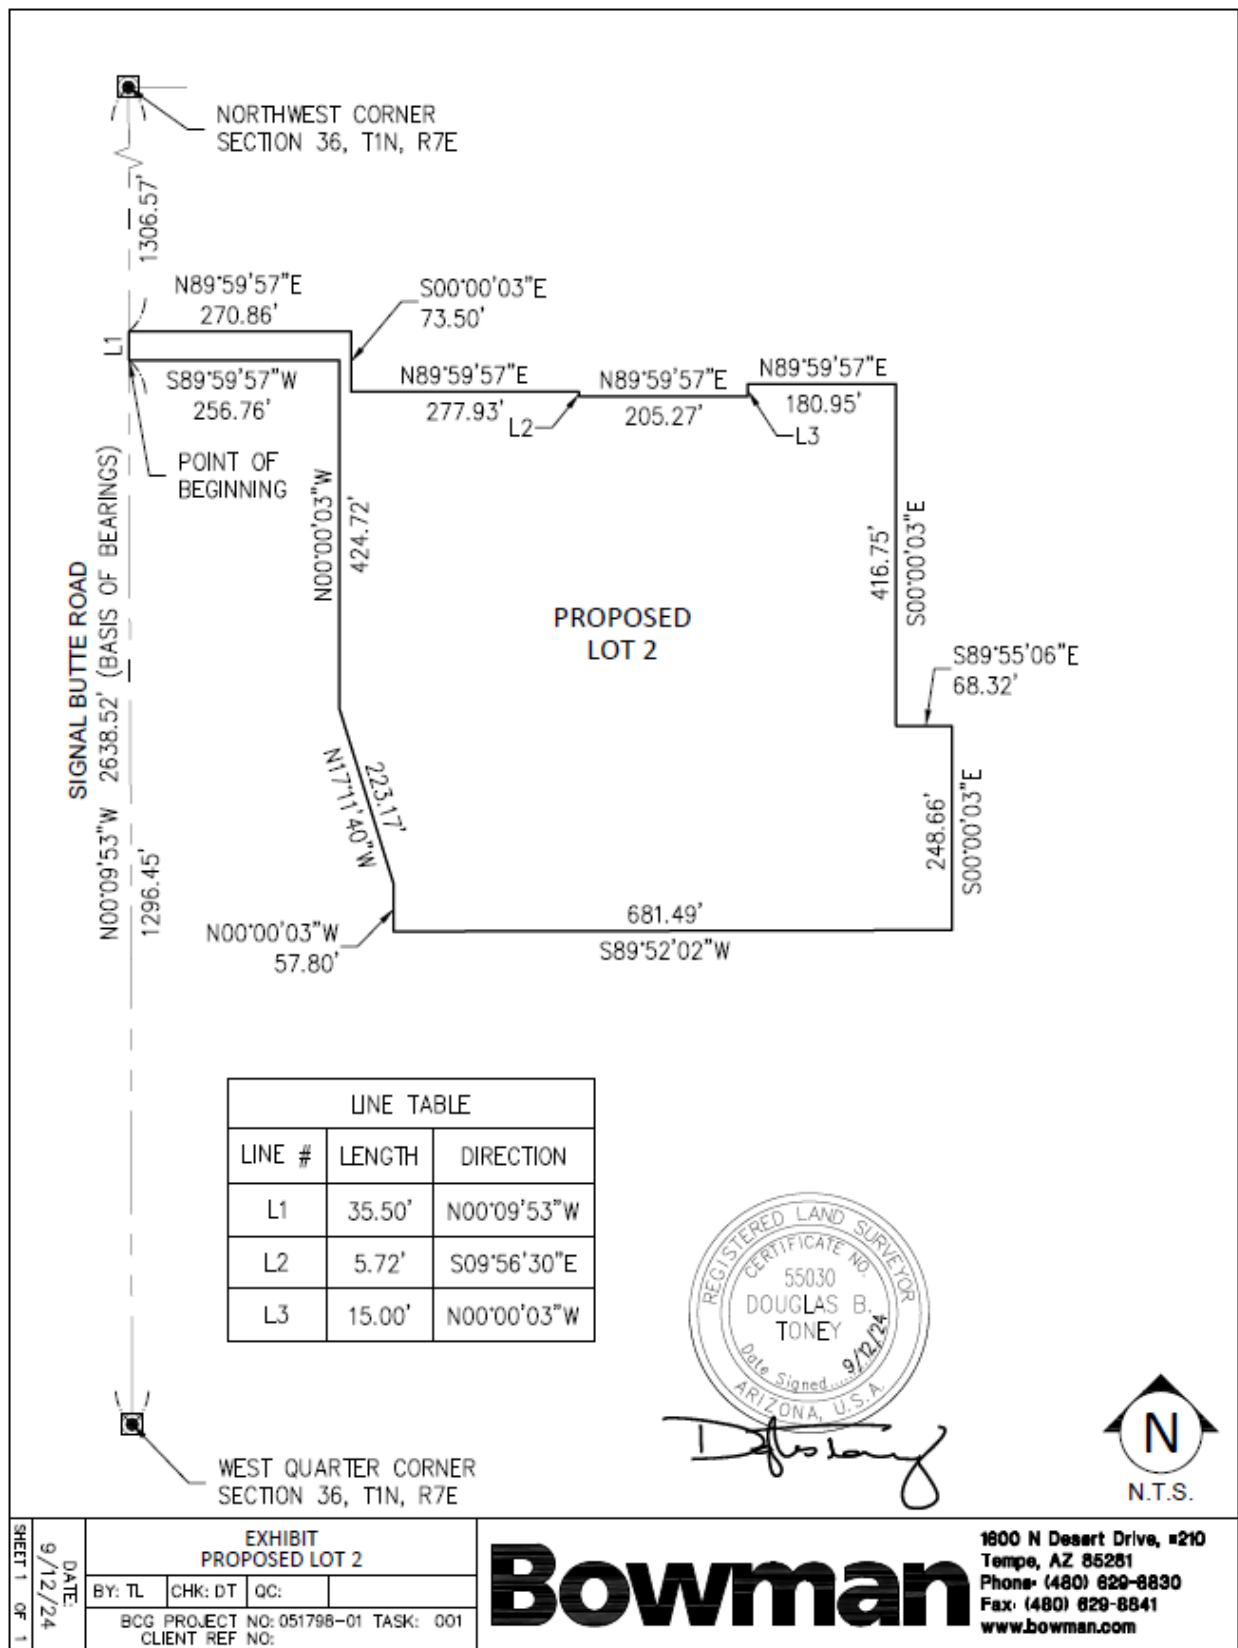 NORTHWEST CORNER
SECTION 36, T1N, R7E
1306.57'
N89°59'57"E
270.86'
S00°00'03"E
73.50'
L1
S89°59'57"W
256.76'
N89°59'57"E
277.93'
L2
N89°59'57"E
205.27'
N89°59'57"E
180.95'
L3
POINT OF
BEGINNING
N00°00'03"W
424.72'
416.75'
S00°00'03"E
SIGNAL BUTTE ROAD
N00°09'53"W 2638.52' (BASIS OF BEARINGS)
1296.45'
PROPOSED
LOT 2
S89°55'06"E
68.32'
N17°11'40"W
223.17'
248.66'
S00°00'03"E
N00°00'03"W
57.80'
681.49'
S89°52'02"W
LINE TABLE
LINE # LENGTH DIRECTION
L1 35.50' N00°09'53"W
L2 5.72' S09°56'30"E
L3 15.00' N00°00'03"W
REGISTERED LAND SURVEYOR
CERTIFICATE NO.
55030
DOUGLAS B.
TONEY
Date Signed 9/12/24
ARIZONA, U.S.A.
WEST QUARTER CORNER
SECTION 36, T1N, R7E
N
N.T.S.
SHEET 1 OF 1
DATE:
9/12/24
EXHIBIT
PROPOSED LOT 2
BY: TL CHK: DT QC:
BCG PROJECT NO: 051798-01 TASK: 001
CLIENT REF NO:
Bowman
1600 N Desert Drive, #210
Tempe, AZ 85281
Phone: (480) 629-8830
Fax: (480) 629-8841
www.bowman.com